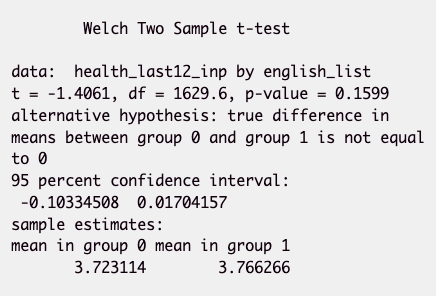 Welch Two Sample t-test
data:  health_last12_inp by english_list
t = -1.4061, df = 1629.6, p-value = 0.1599
alternative hypothesis: true difference in
means between group 0 and group 1 is not equal
to 0
95 percent confidence interval:
-0.10334508  0.01704157
sample estimates:
mean in group 0 mean in group 1
3.723114        3.766266